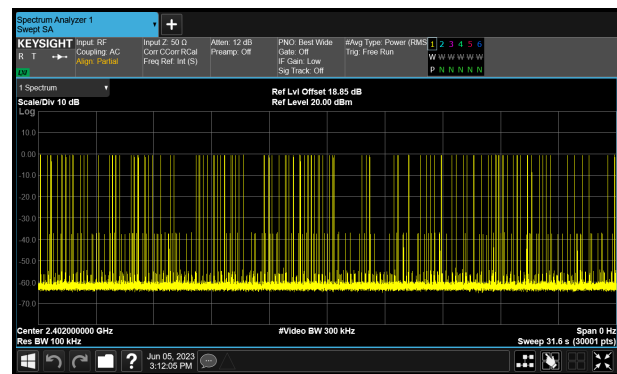 Spectrum Analyzer 1
Swept SA
+
KEYSIGHT Input: RF Input Z: 50 Ω Atten: 12 dB PNO: Best Wide #Avg Type: Power (RMS 1 2 3 4 5 6
R T Coupling: AC Corr CCorr RCal Preamp: Off Gate: Off Trig: Free Run W W W W W W
Align: Partial Freq Ref: Int (S) IF Gain: Low
Sig Track: Off P N N N N N
1 Spectrum
Ref Lvl Offset 18.85 dB
Scale/Div 10 dB Ref Level 20.00 dBm
Log
10.0
0.00
-10.0
-20.0
-30.0
-40.0
-50.0
-60.0
-70.0
Center 2.402000000 GHz #Video BW 300 kHz Span 0 Hz
Res BW 100 kHz Sweep 31.6 s (30001 pts)
? Jun 05, 2023
3:12:05 PM